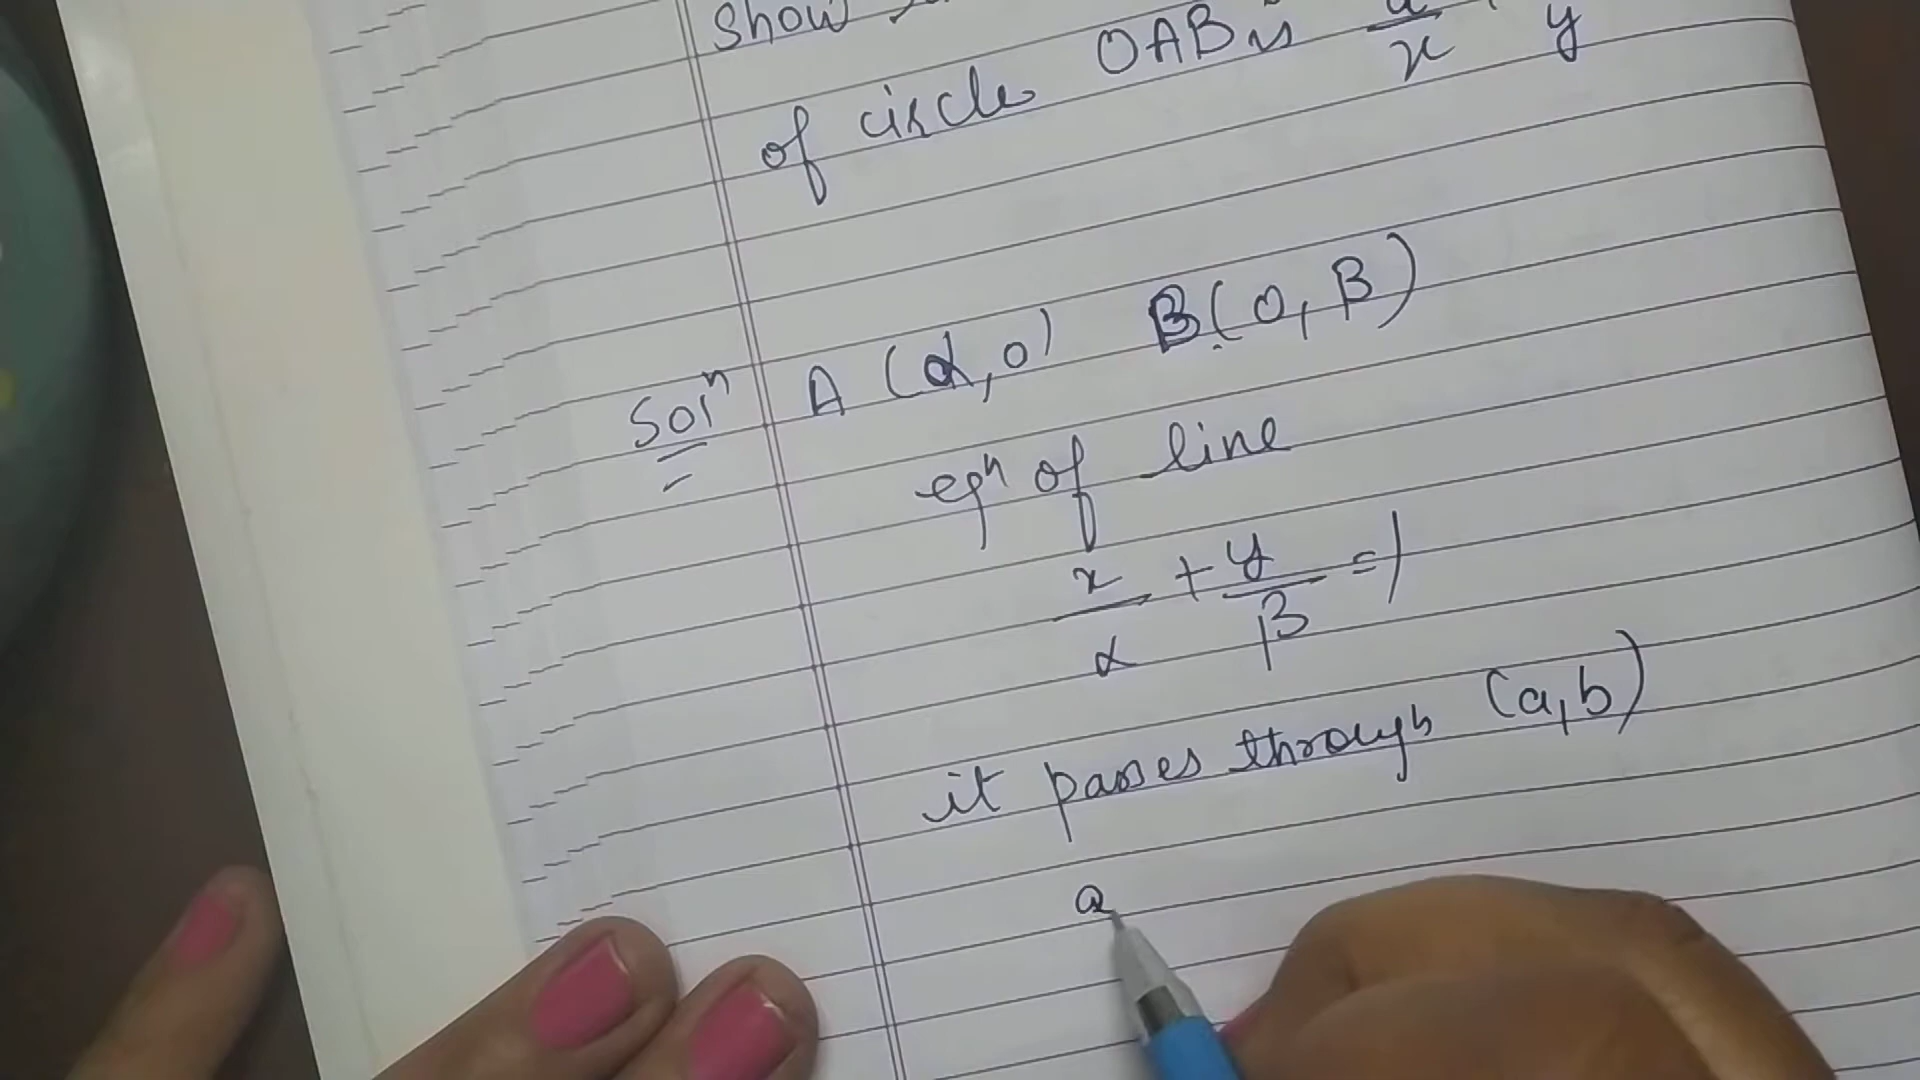 Show
of circle OAB is a/x y
Solⁿ A (α, 0) B(0, β)
eqⁿ of line
x/α + y/β = 1
it passes through (a, b)
a